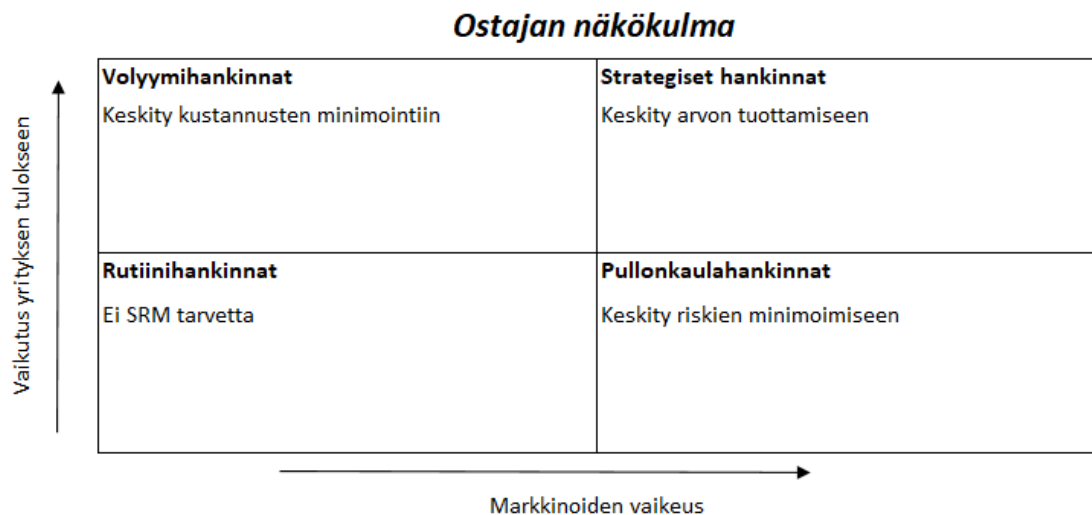 Ostajan näkökulma
Volyymihankinnat
Keskity kustannusten minimointiin
Strategiset hankinnat
Keskity arvon tuottamiseen
Vaikutus yrityksen tulokseen
Rutiinihankinnat
Ei SRM tarvetta
Pullonkaulahankinnat
Keskity riskien minimoimiseen
Markkinoiden vaikeus